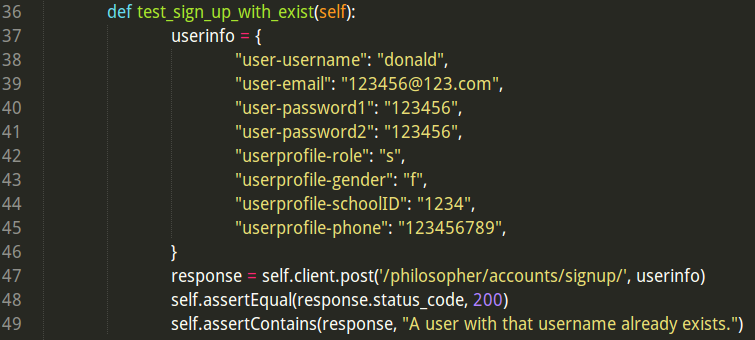 36 def test_sign_up_with_exist(self):
37 userinfo = {
38 "user-username": "donald",
39 "user-email": "123456@123.com",
40 "user-password1": "123456",
41 "user-password2": "123456",
42 "userprofile-role": "s",
43 "userprofile-gender": "f",
44 "userprofile-schoolID": "1234",
45 "userprofile-phone": "123456789",
46 }
47 response = self.client.post('/philosopher/accounts/signup/', userinfo)
48 self.assertEqual(response.status_code, 200)
49 self.assertContains(response, "A user with that username already exists.")